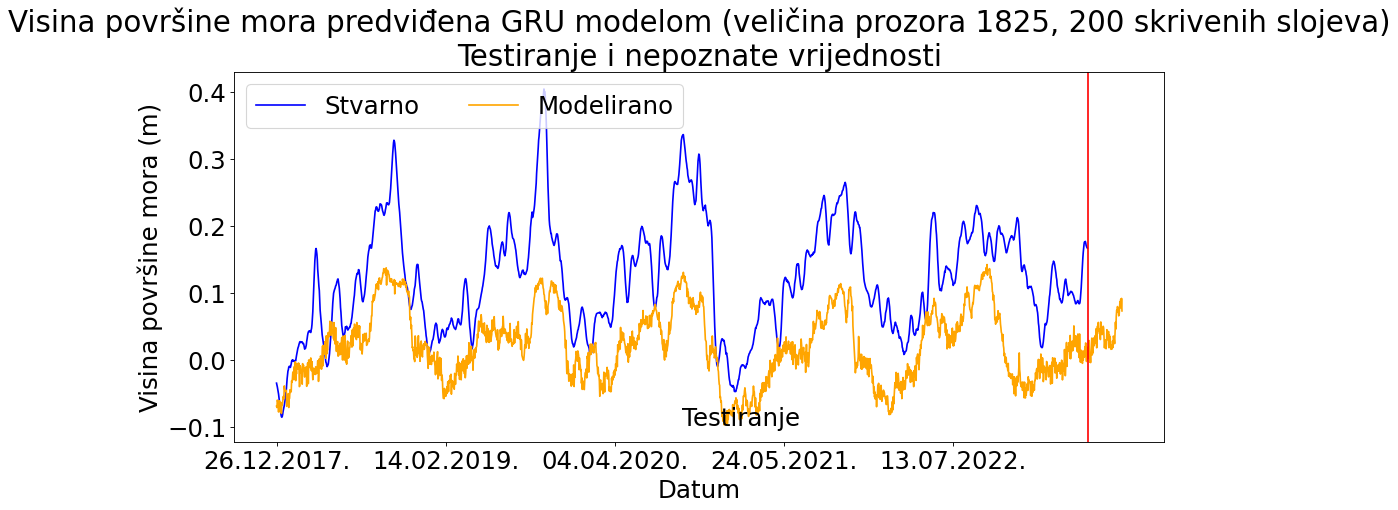 Visina površine mora predviđena GRU modelom (veličina prozora 1825, 200 skrivenih slojeva)
Testiranje i nepoznate vrijednosti
Stvarno Modelirano
Visina površine mora (m)
0.4
0.3
0.2
0.1
0.0
−0.1
Testiranje
26.12.2017. 14.02.2019. 04.04.2020. 24.05.2021. 13.07.2022.
Datum